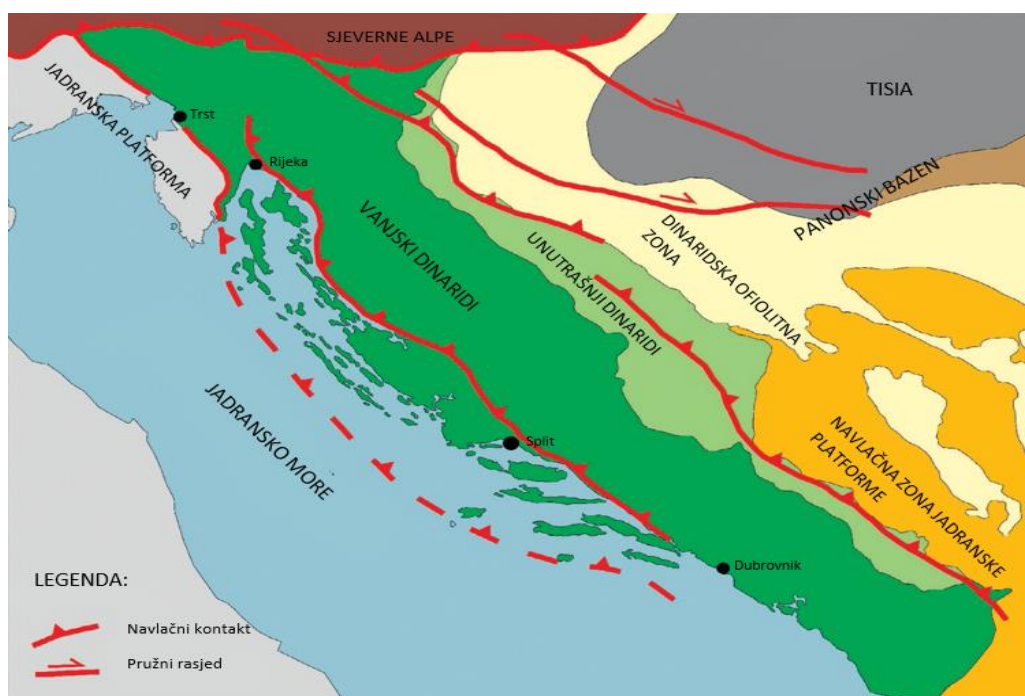 SJEVERNE ALPE
TISIA
JADRANSKA PLATFORMA
Trst
Rijeka
PANONSKI BAZEN
VANJSKI DINARIDI
UNUTRAŠNJI DINARIDI
DINARIDSKA OFIOLITNA
ZONA
JADRANSKO MORE
Split
NAVLAČNA ZONA JADRANSKE
PLATFORME
Dubrovnik
LEGENDA:
Navlačni kontakt
Pružni rasjed